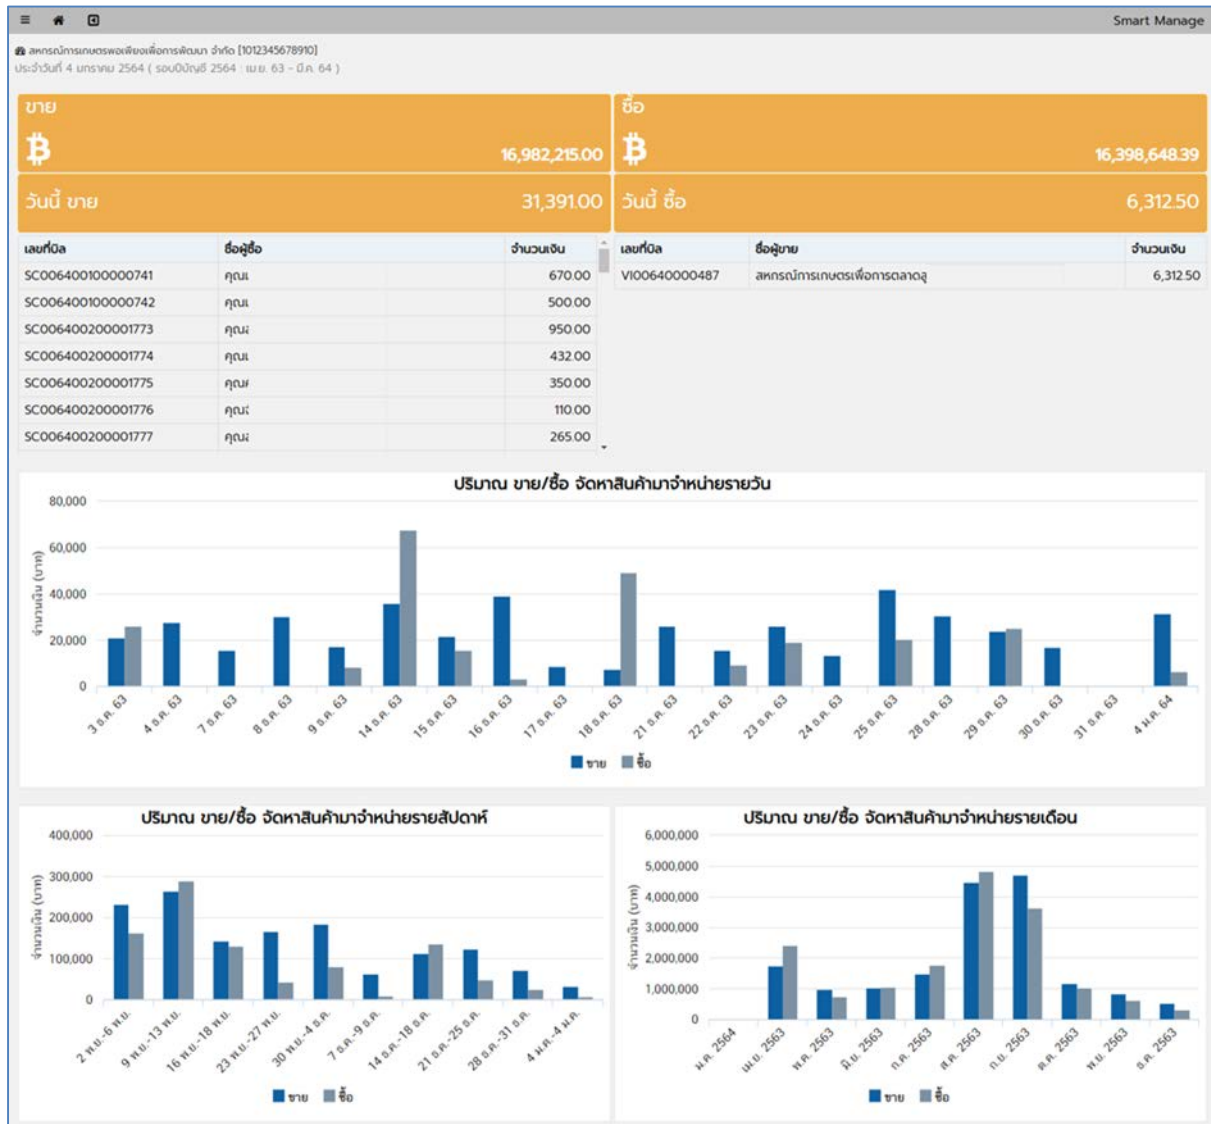 Smart Manage
สหกรณ์การเกษตรพอเพียงเพื่อการพัฒนา จำกัด [1012345678910]
ประจำวันที่ 4 มกราคม 2564 ( รอบปีบัญชี 2564 : เม.ย. 63 - มี.ค. 64 )
ขาย
16,982,215.00
ซื้อ
16,398,648.39
วันนี้ ขาย 31,391.00
วันนี้ ซื้อ 6,312.50
เลขที่บิล ชื่อผู้ซื้อ จำนวนเงิน
SC006400100000741 คุณเ 670.00
SC006400100000742 คุณเ 500.00
SC006400200001773 คุณ 950.00
SC006400200001774 คุณเ 432.00
SC006400200001775 คุณ 350.00
SC006400200001776 คุณ 110.00
SC006400200001777 คุณ 265.00
เลขที่บิล ชื่อผู้ขาย จำนวนเงิน
VI00640000487 สหกรณ์การเกษตรเพื่อการตลาดลู 6,312.50
ปริมาณ ขาย/ซื้อ จัดหาสินค้ามาจำหน่ายรายวัน
จำนวนเงิน (บาท)
80,000
60,000
40,000
20,000
0
3 ธ.ค. 63 4 ธ.ค. 63 7 ธ.ค. 63 8 ธ.ค. 63 9 ธ.ค. 63 14 ธ.ค. 63 15 ธ.ค. 63 16 ธ.ค. 63 17 ธ.ค. 63 18 ธ.ค. 63 21 ธ.ค. 63 22 ธ.ค. 63 23 ธ.ค. 63 24 ธ.ค. 63 25 ธ.ค. 63 28 ธ.ค. 63 29 ธ.ค. 63 30 ธ.ค. 63 31 ธ.ค. 63 4 ม.ค. 64
ขาย ซื้อ
ปริมาณ ขาย/ซื้อ จัดหาสินค้ามาจำหน่ายรายสัปดาห์
จำนวนเงิน (บาท)
400,000
300,000
200,000
100,000
0
2 พ.ย.-6 พ.ย. 9 พ.ย.-13 พ.ย. 16 พ.ย.-18 พ.ย. 23 พ.ย.-27 พ.ย. 30 พ.ย.-4 ธ.ค. 7 ธ.ค.-9 ธ.ค. 14 ธ.ค.-18 ธ.ค. 21 ธ.ค.-25 ธ.ค. 28 ธ.ค.-31 ธ.ค. 4 ม.ค.-4 ม.ค.
ขาย ซื้อ
ปริมาณ ขาย/ซื้อ จัดหาสินค้ามาจำหน่ายรายเดือน
จำนวนเงิน (บาท)
6,000,000
5,000,000
4,000,000
3,000,000
2,000,000
1,000,000
0
ม.ค. 2564 เม.ย. 2563 พ.ค. 2563 มิ.ย. 2563 ก.ค. 2563 ส.ค. 2563 ก.ย. 2563 ต.ค. 2563 พ.ย. 2563 ธ.ค. 2563
ขาย ซื้อ